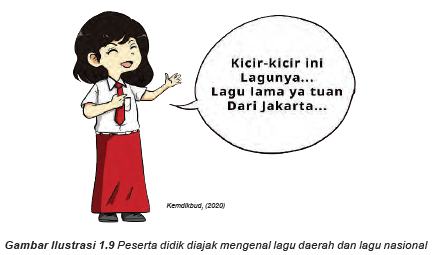 Kicir-kicir ini
Lagunya...
Lagu lama ya tuan
Dari Jakarta...
Kemdikbud, (2020)
Gambar Ilustrasi 1.9 Peserta didik diajak mengenal lagu daerah dan lagu nasional